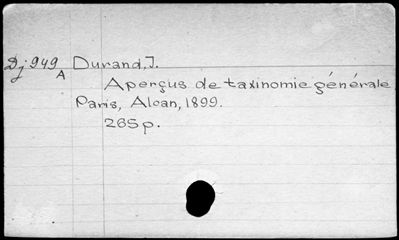 Dj 949 Durand, J.
A
Aperçus de taxinomie générale
Paris, Alcan, 1899.
265 p.